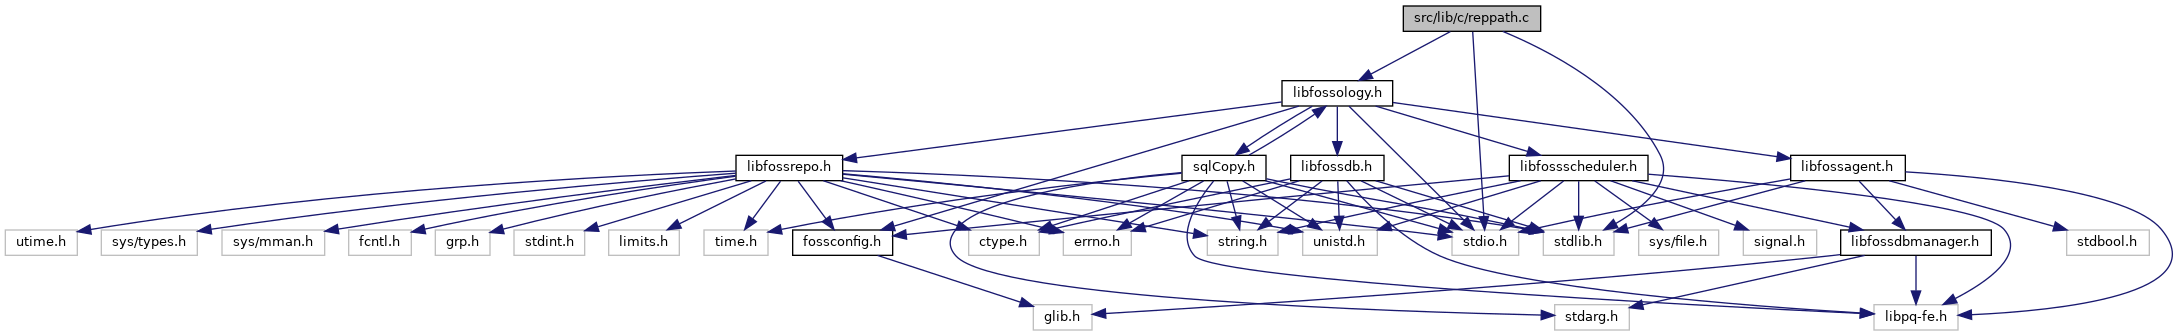 src/lib/c/reppath.c
libfossology.h
libfossrepo.h
sqlCopy.h
libfossdb.h
libfossscheduler.h
libfossagent.h
utime.h
sys/types.h
sys/mman.h
fcntl.h
grp.h
stdint.h
limits.h
time.h
fossconfig.h
ctype.h
errno.h
string.h
unistd.h
stdio.h
stdlib.h
sys/file.h
signal.h
libfossdbmanager.h
stdbool.h
glib.h
stdarg.h
libpq-fe.h